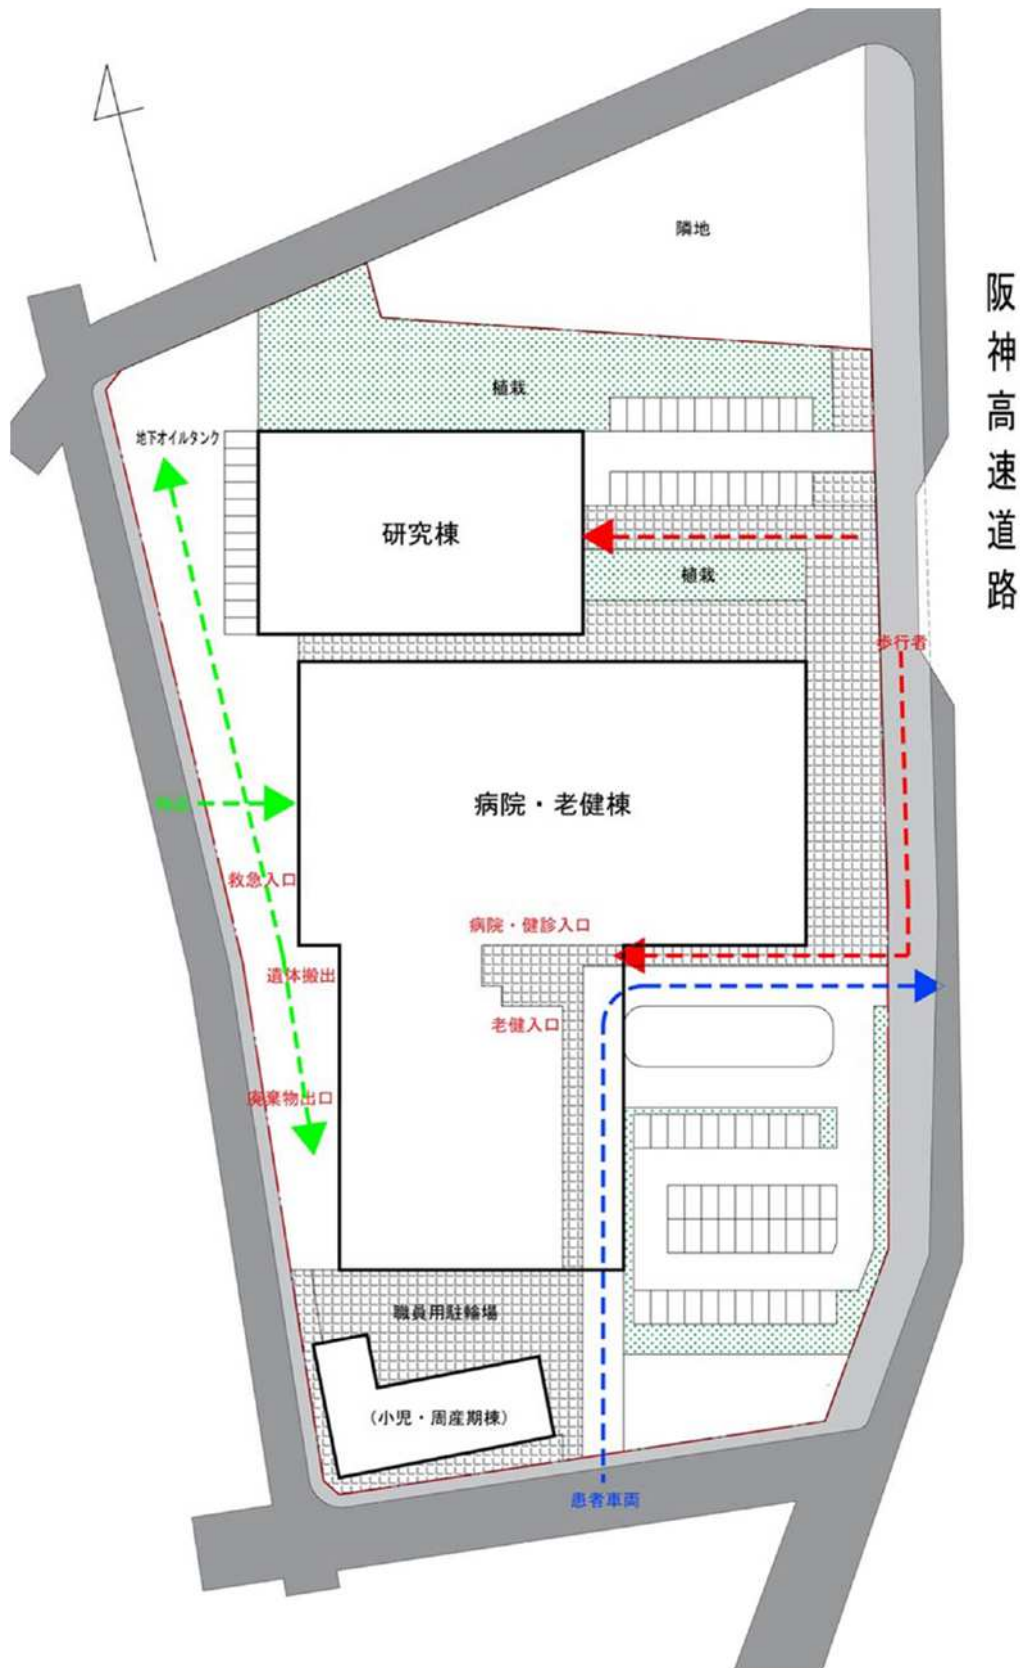 隣地
阪神高速道路
植栽
地下オイルタンク
研究棟
植栽
歩行者
病院・老健棟
救急入口
病院・健診入口
遺体搬出
老健入口
廃棄物出口
職員用駐輪場
(小児・周産期棟)
患者車両